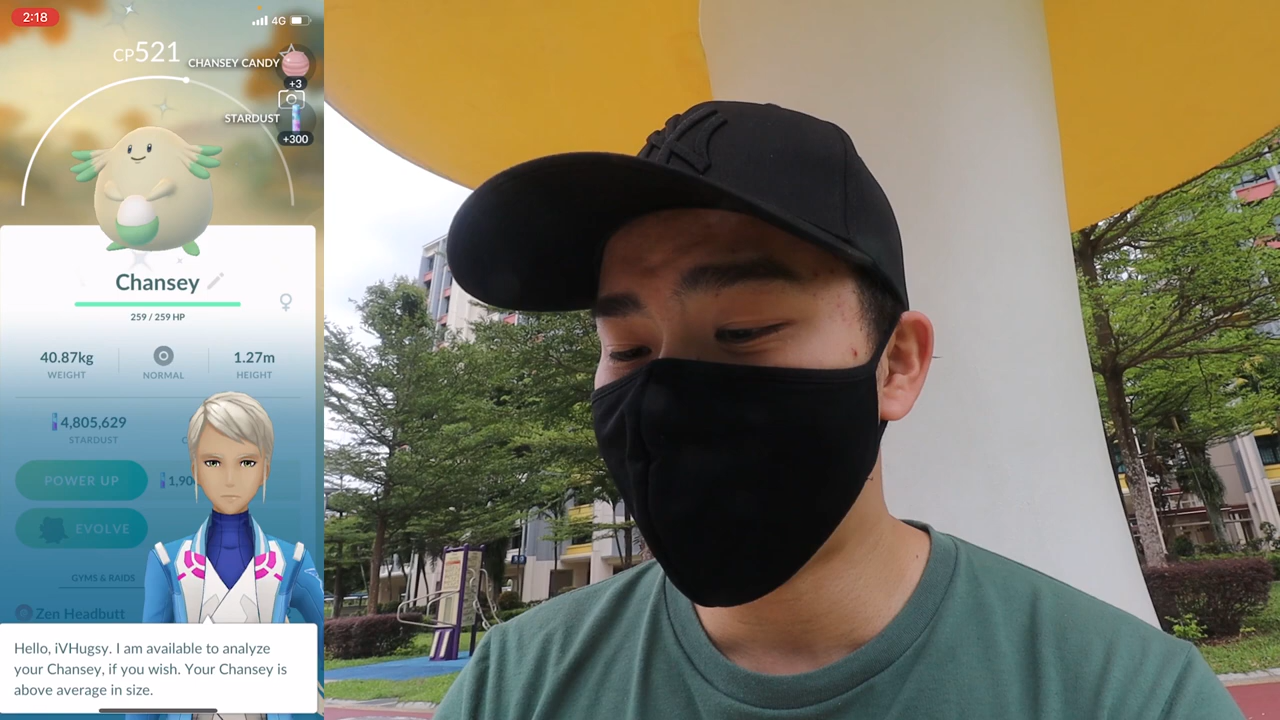 2:18
4G
CP521
CHANSEY CANDY
+3
STARDUST
+300
Chansey
259 / 259 HP
40.87kg
WEIGHT
NORMAL
1.27m
HEIGHT
4,805,629
STARDUST
POWER UP
1,90
EVOLVE
GYMS & RAIDS
Zen Headbutt
Hello, iVHugsy. I am available to analyze
your Chansey, if you wish. Your Chansey is
above average in size.